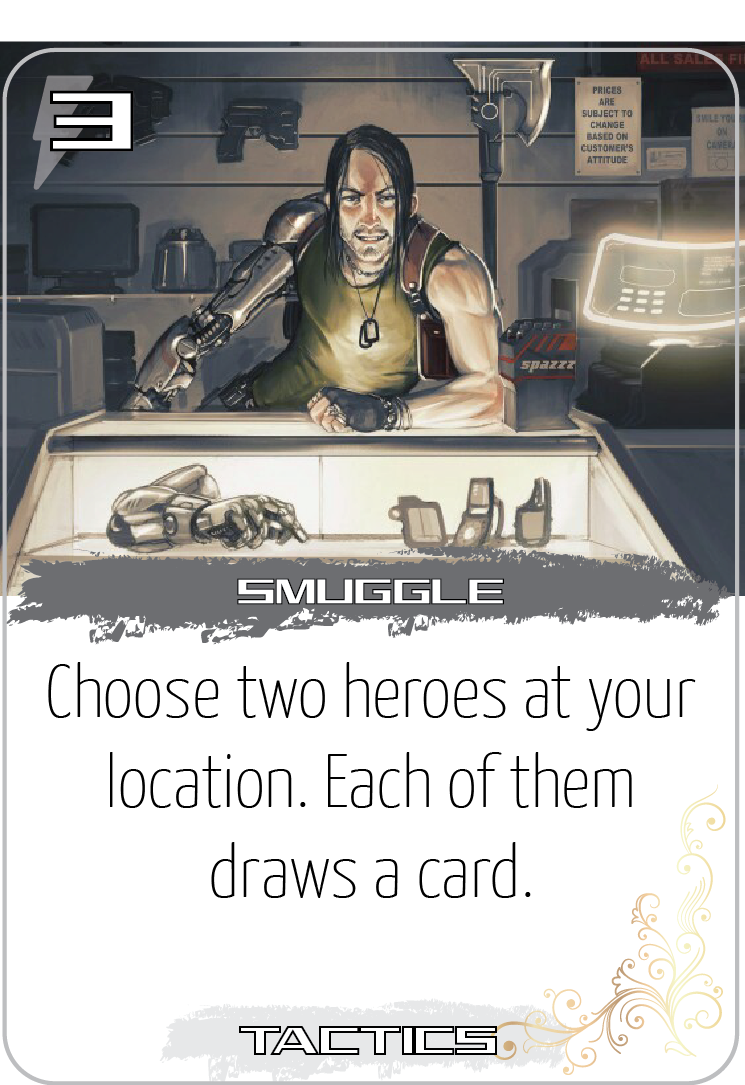 3
ALL SALES FI
PRICES
ARE
SUBJECT TO
CHANGE
BASED ON
CUSTOMER'S
ATTITUDE
SMILE YOU
ON
CAMERA
spazzz
SMUGGLE
Choose two heroes at your
location. Each of them
draws a card.
TACTICS